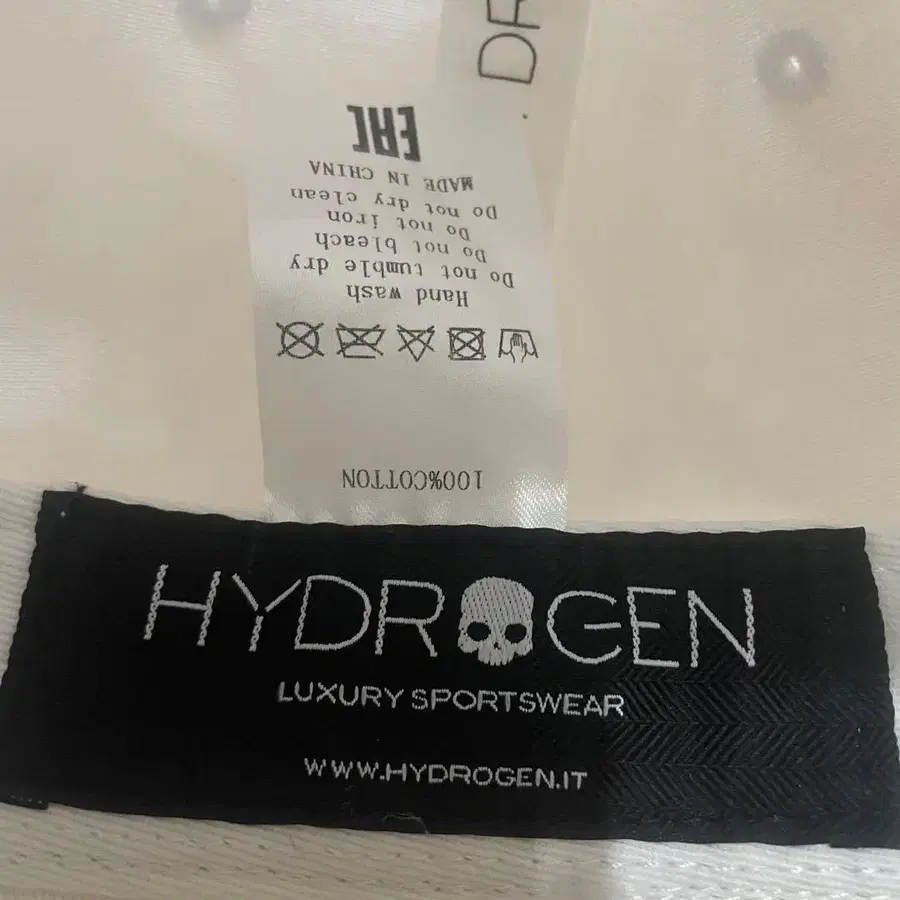 100%COTTON
Hand wash
Do not tumble dry
Do not bleach
Do not iron
Do not dry clean
MADE IN CHINA
EAC
HYDROGEN
LUXURY SPORTSWEAR
WWW.HYDROGEN.IT